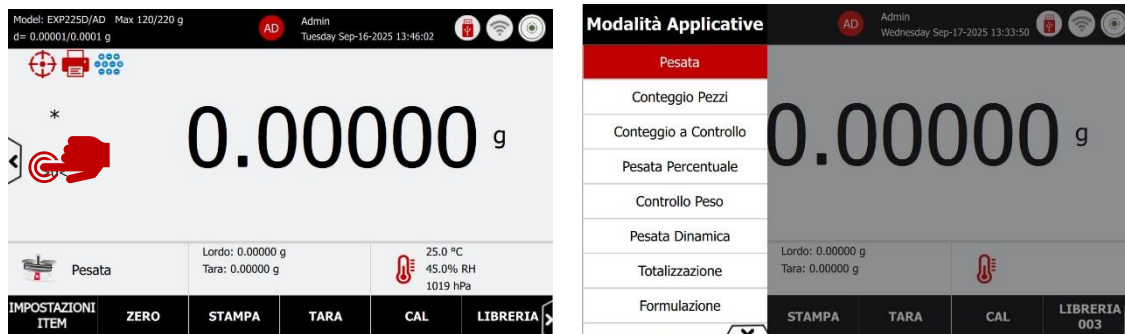 Model: EXP225D/AD Max 120/220 g
d= 0.00001/0.0001 g
AD
Admin
Tuesday Sep-16-2025 13:46:02
*
0.00000 g
Pesata
Lordo: 0.00000 g
Tara: 0.00000 g
25.0 °C
45.0% RH
1019 hPa
IMPOSTAZIONI
ITEM
ZERO
STAMPA
TARA
CAL
LIBRERIA
Modalità Applicative
AD
Admin
Wednesday Sep-17-2025 13:33:50
Pesata
Conteggio Pezzi
Conteggio a Controllo
Pesata Percentuale
Controllo Peso
Pesata Dinamica
Totalizzazione
Formulazione
0.00000 g
Lordo: 0.00000 g
Tara: 0.00000 g
STAMPA
TARA
CAL
LIBRERIA
003